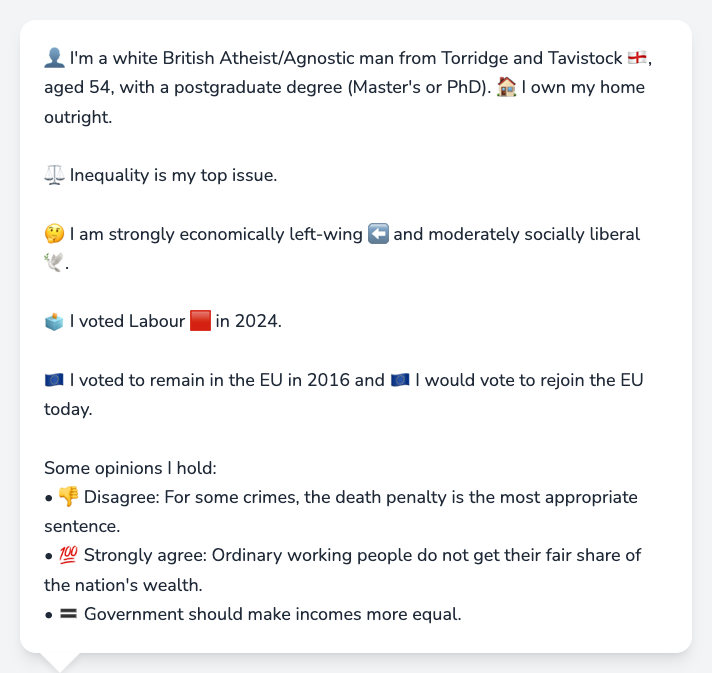 👤 I'm a white British Atheist/Agnostic man from Torridge and Tavistock 🏴󠁧󠁢󠁥󠁮󠁧󠁿,
aged 54, with a postgraduate degree (Master's or PhD). 🏠 I own my home
outright.
⚖️ Inequality is my top issue.
🤔 I am strongly economically left-wing ⬅️ and moderately socially liberal
🕊️.
🗳️ I voted Labour 🟥 in 2024.
🇪🇺 I voted to remain in the EU in 2016 and 🇪🇺 I would vote to rejoin the EU
today.
Some opinions I hold:
• 👎 Disagree: For some crimes, the death penalty is the most appropriate
sentence.
• 💯 Strongly agree: Ordinary working people do not get their fair share of
the nation's wealth.
• 🟰 Government should make incomes more equal.